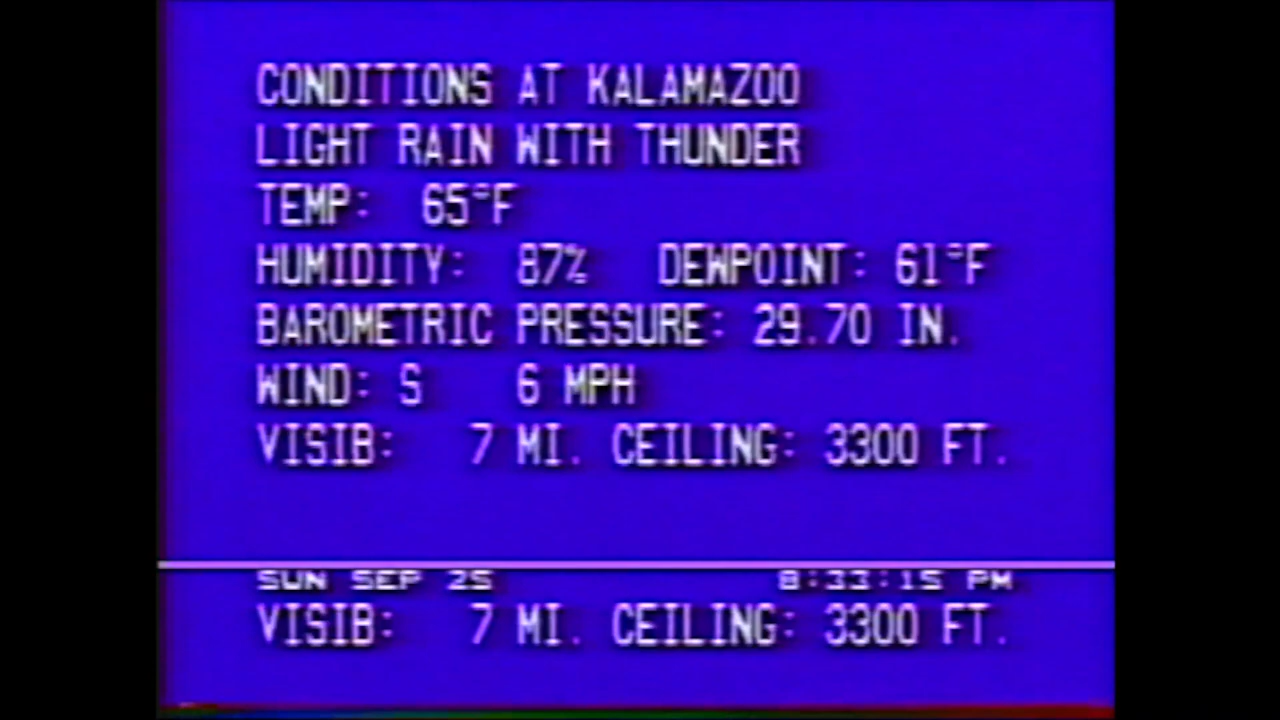 CONDITIONS AT KALAMAZOO
LIGHT RAIN WITH THUNDER
TEMP: 65°F
HUMIDITY: 87% DEWPOINT: 61°F
BAROMETRIC PRESSURE: 29.70 IN.
WIND: S 6 MPH
VISIB: 7 MI. CEILING: 3300 FT.
SUN SEP 25 8:33:15 PM
VISIB: 7 MI. CEILING: 3300 FT.